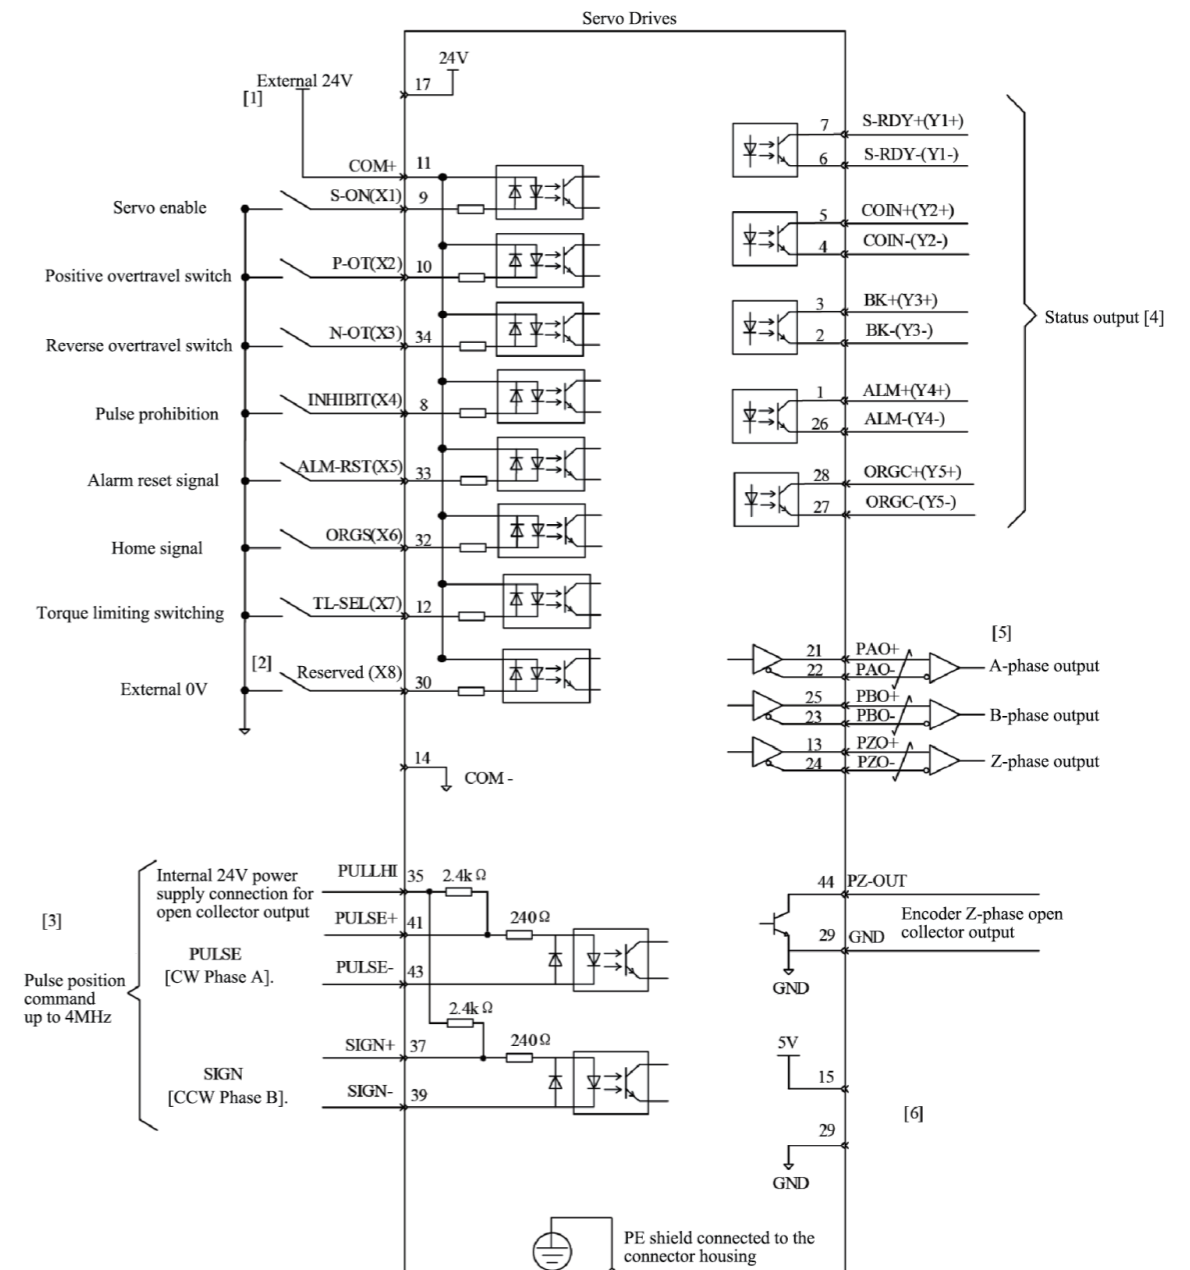 Servo Drives
24V
External 24V
[1]
17
COM+ 11
S-ON(X1) 9
Servo enable
P-OT(X2) 10
Positive overtravel switch
N-OT(X3) 34
Reverse overtravel switch
INHIBIT(X4) 8
Pulse prohibition
ALM-RST(X5) 33
Alarm reset signal
ORGS(X6) 32
Home signal
TL-SEL(X7) 12
Torque limiting switching
[2]
Reserved (X8) 30
External 0V
14
COM -
7 S-RDY+(Y1+)
6 S-RDY-(Y1-)
5 COIN+(Y2+)
4 COIN-(Y2-)
3 BK+(Y3+)
2 BK-(Y3-)
Status output [4]
1 ALM+(Y4+)
26 ALM-(Y4-)
28 ORGC+(Y5+)
27 ORGC-(Y5-)
[5]
21 PAO+
22 PAO-
A-phase output
25 PBO+
23 PBO-
B-phase output
13 PZO+
24 PZO-
Z-phase output
Internal 24V power
supply connection for
open collector output
PULLHI 35 2.4k Ω
[3]
PULSE+ 41 240Ω
PULSE
[CW Phase A].
PULSE- 43
Pulse position
command
up to 4MHz
2.4k Ω
SIGN+ 37 240Ω
SIGN
[CCW Phase B].
SIGN- 39
44 PZ-OUT
Encoder Z-phase open
collector output
29 GND
GND
5V
15
[6]
29
GND
PE shield connected to the
connector housing